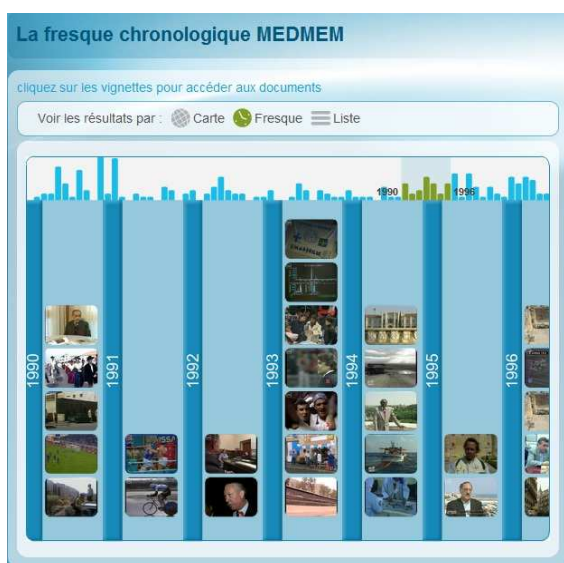 La fresque chronologique MEDMEM
cliquez sur les vignettes pour accéder aux documents
Voir les résultats par : Carte Fresque Liste
1990 1996
1990 1991 1992 1993 1994 1995 1996